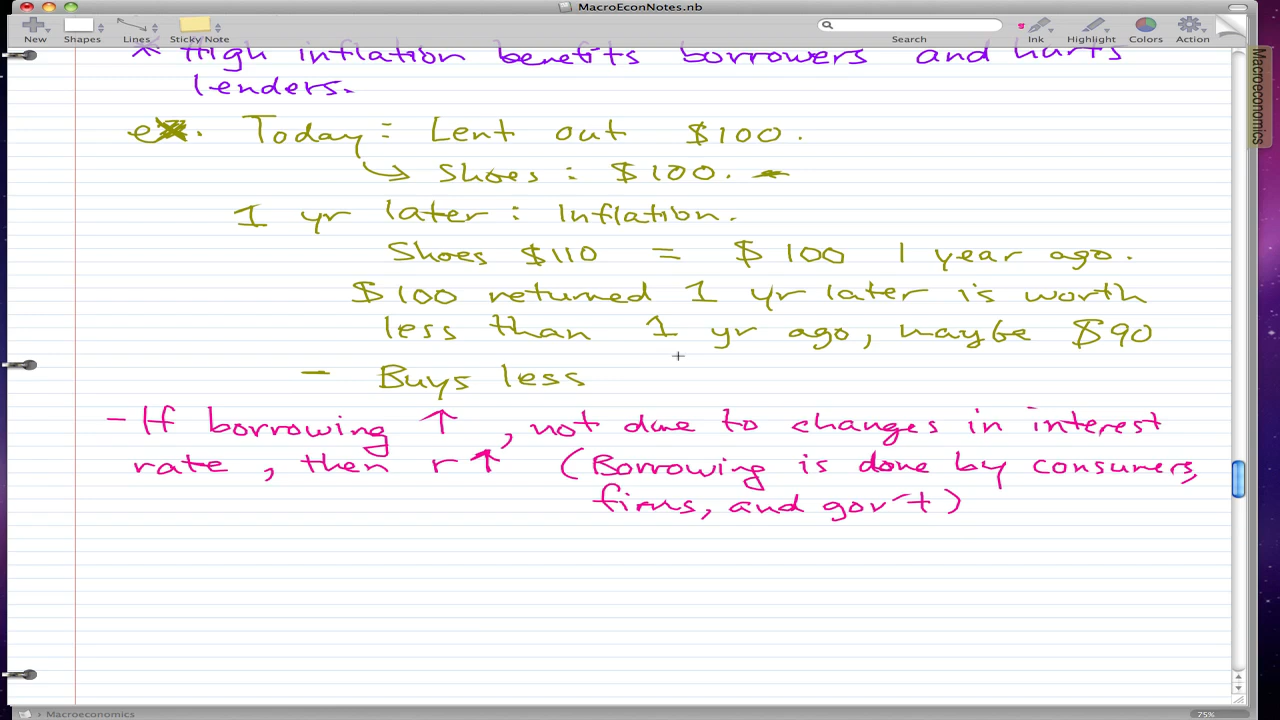 MacroEconNotes.nb
New Shapes Lines Sticky Note Search Ink Highlight Colors Action
* High inflation benefits borrowers and hurts
lenders.
ex. Today: Lent out $100.
↳ Shoes: $100. ←
1 yr later: Inflation.
Shoes $110 = $100 1 year ago.
$100 returned 1 yr later is worth
less than 1 yr ago, maybe $90
- Buys less
- If borrowing ↑, not due to changes in interest
rate, then r↑ (Borrowing is done by consumers,
firms, and gov't)
Macroeconomics
Macroeconomics
75%